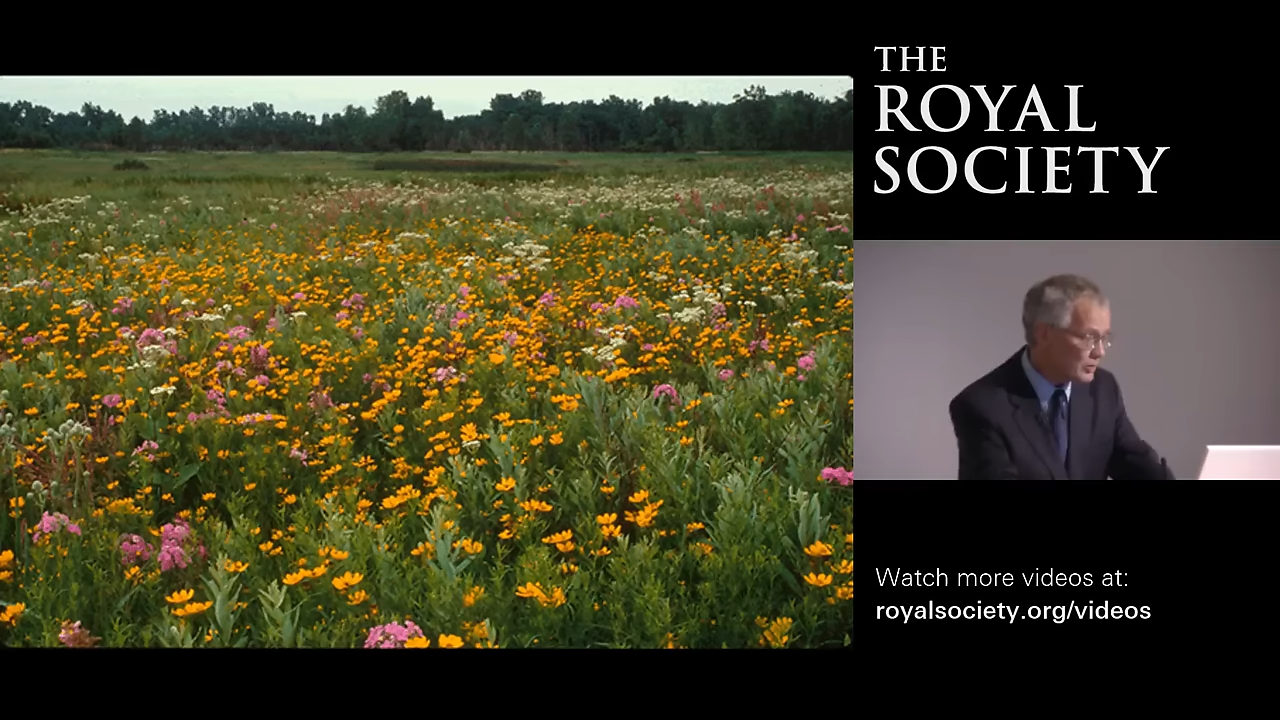 THE
ROYAL
SOCIETY
Watch more videos at:
royalsociety.org/videos